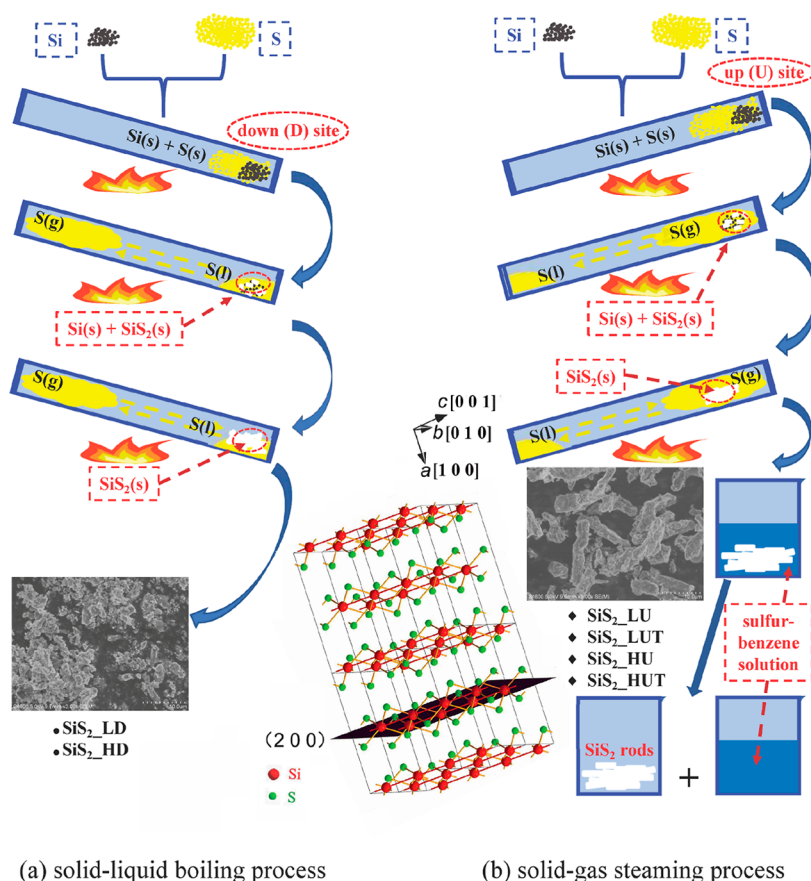 Si
S
Si(s) + S(s)
down (D) site
S(g)
S(l)
Si(s) + SiS2(s)
S(g)
S(l)
SiS2(s)
SiS2_LD
SiS2_HD
(a) solid-liquid boiling process
c[0 0 1]
b[0 1 0]
a[1 0 0]
(2 0 0)
Si
S
Si
S
up (U) site
Si(s) + S(s)
S(g)
S(l)
Si(s) + SiS2(s)
SiS2(s)
S(g)
S(l)
SiS2_LU
SiS2_LUT
SiS2_HU
SiS2_HUT
sulfur-
benzene
solution
SiS2 rods
+
(b) solid-gas steaming process